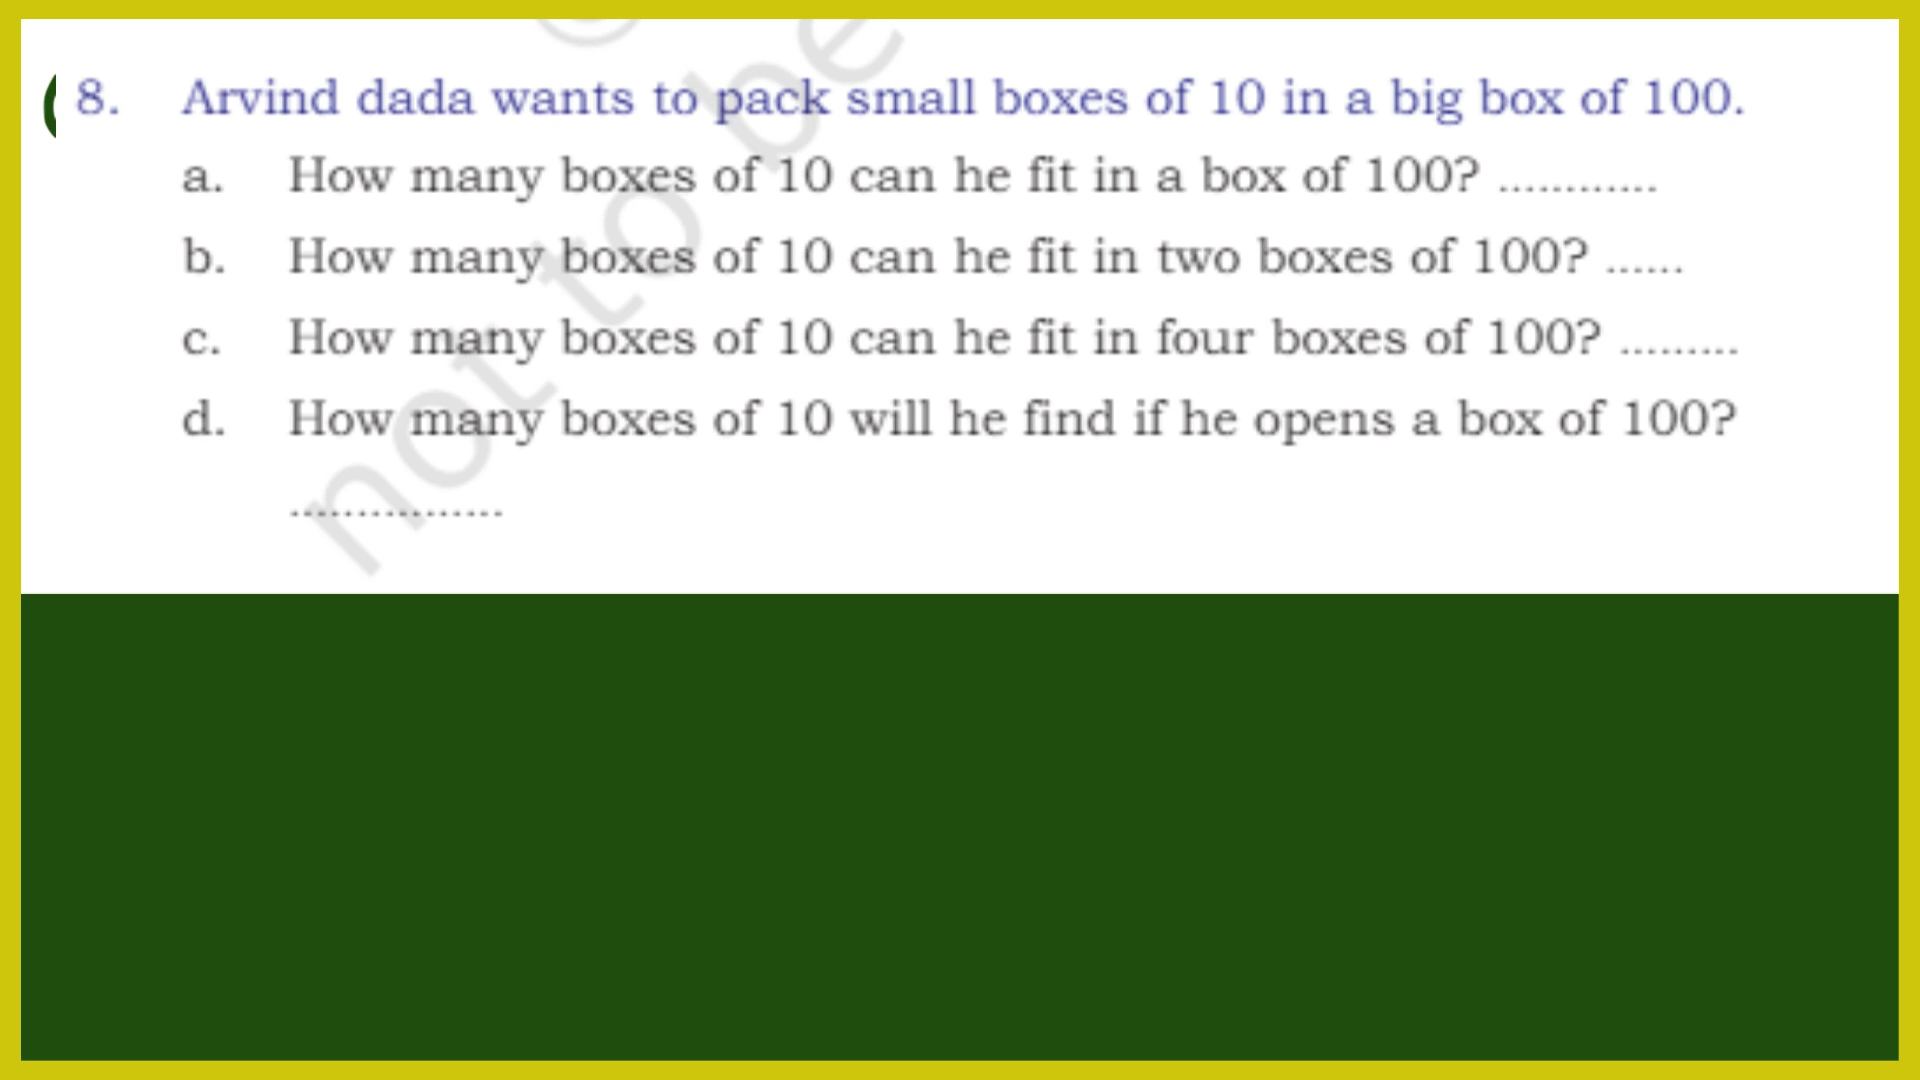 8. Arvind dada wants to pack small boxes of 10 in a big box of 100.
a. How many boxes of 10 can he fit in a box of 100? ............
b. How many boxes of 10 can he fit in two boxes of 100? ......
c. How many boxes of 10 can he fit in four boxes of 100? .........
d. How many boxes of 10 will he find if he opens a box of 100?
................
not to be